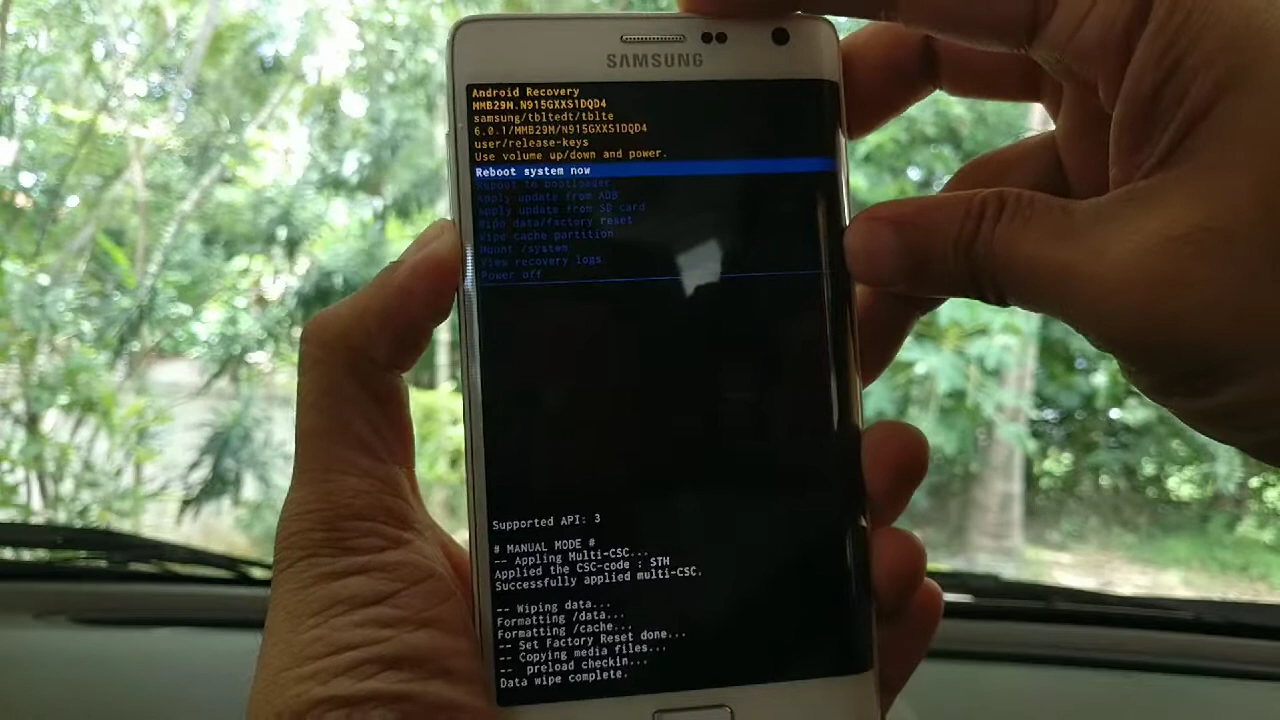 SAMSUNG
Android Recovery
MMB29M.N915GXXS1DQD4
samsung/tbltedt/tblte
6.0.1/MMB29M/N915GXXS1DQD4
user/release-keys
Use volume up/down and power.
Reboot system now
Reboot to bootloader
Apply update from ADB
Apply update from SD card
Wipe data/factory reset
Wipe cache partition
Mount /system
View recovery logs
Power off
Supported API: 3
# MANUAL MODE #
-- Appling Multi-CSC...
Applied the CSC-code : STH
Successfully applied multi-CSC.
-- Wiping data...
Formatting /data...
Formatting /cache...
-- Set Factory Reset done...
-- Copying media files...
-- preload checkin...
Data wipe complete.